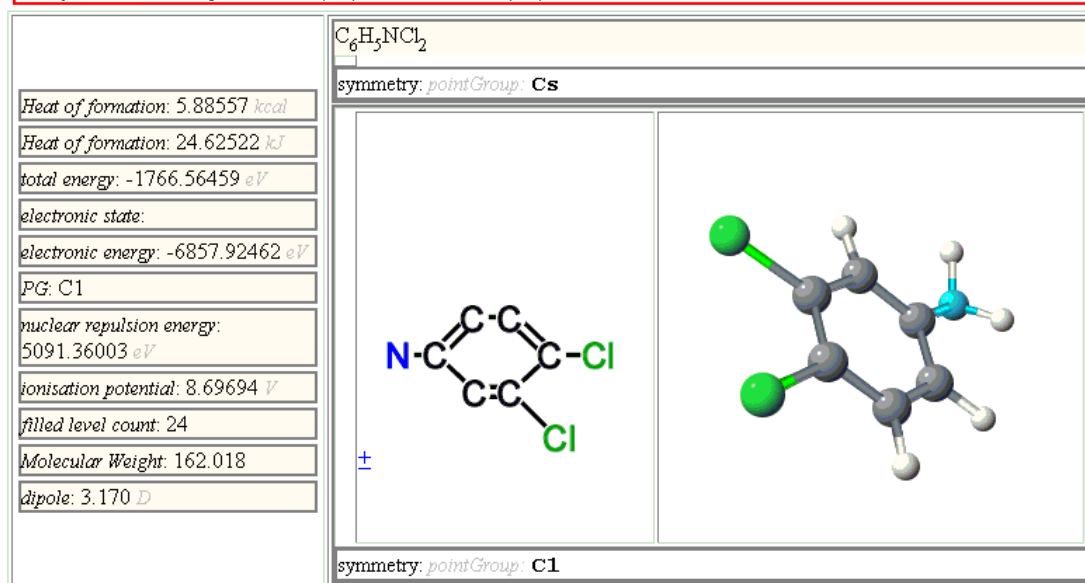 C6H5NCl2
symmetry: pointGroup: Cs
Heat of formation: 5.88557 kcal
Heat of formation: 24.62522 kJ
total energy: -1766.56459 eV
electronic state:
electronic energy: -6857.92462 eV
PG: C1
nuclear repulsion energy:
5091.36003 eV
ionisation potential: 8.69694 V
filled level count: 24
Molecular Weight: 162.018
dipole: 3.170 D
C-C
N-C C-Cl
C=C
Cl
±
symmetry: pointGroup: C1